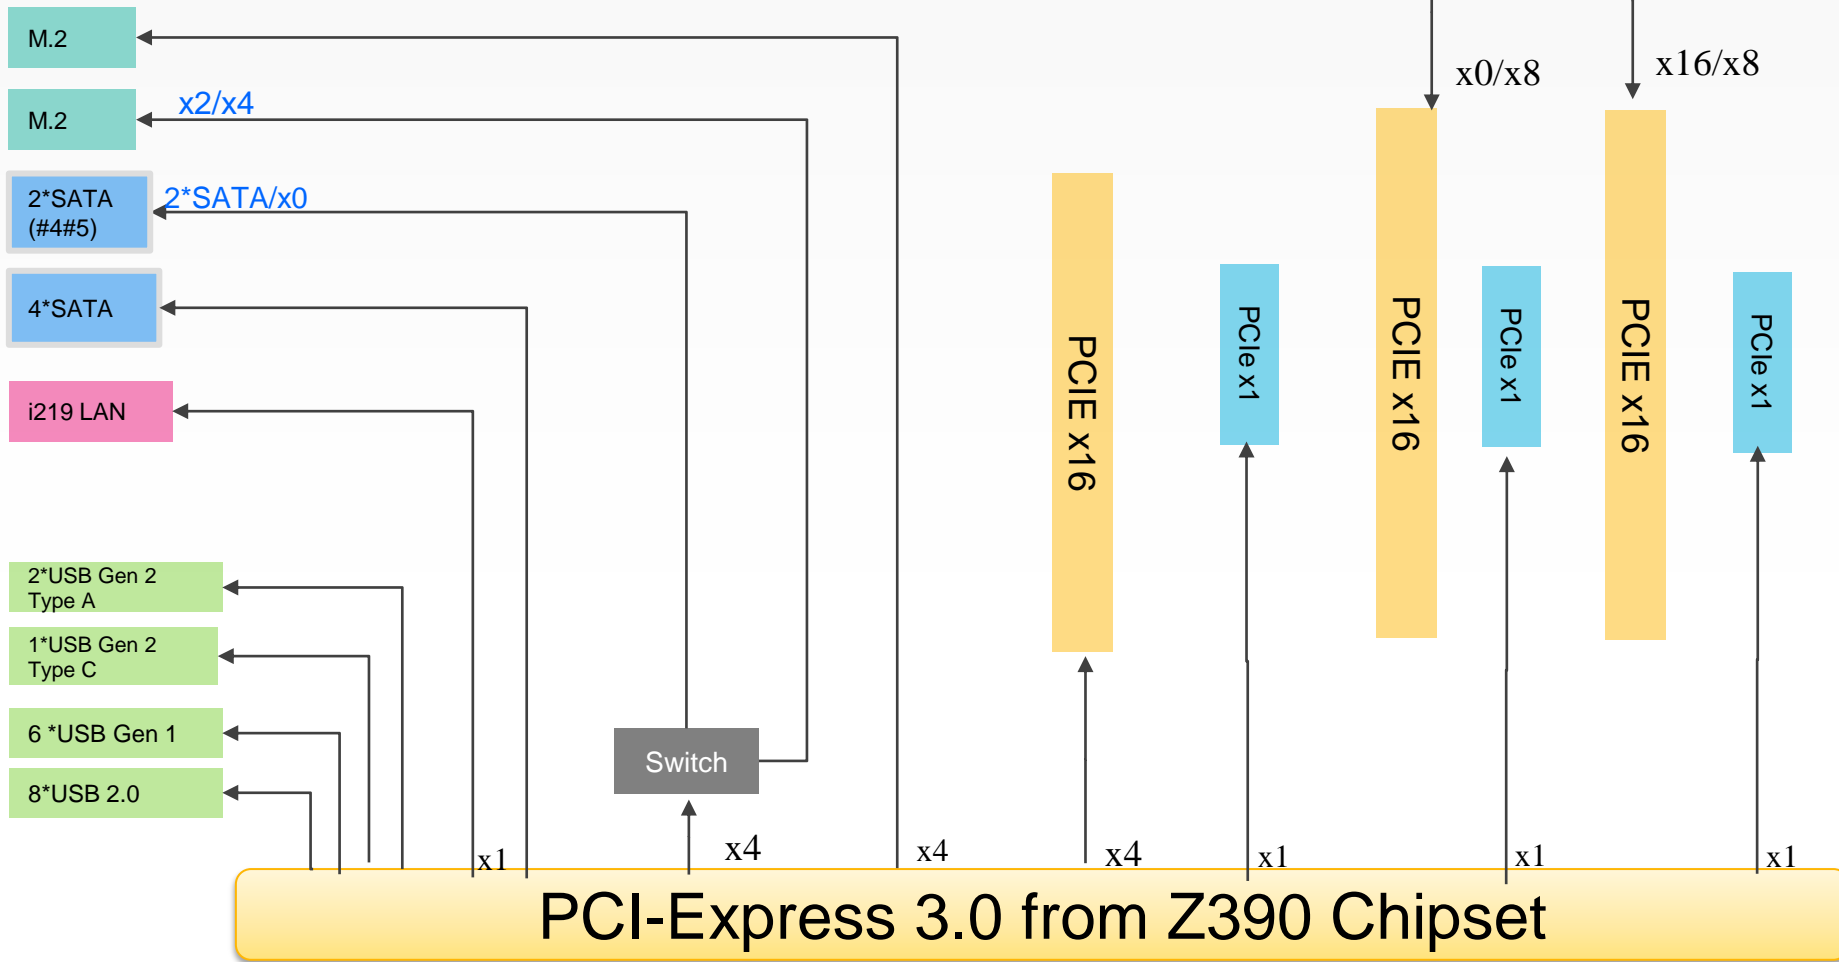 M.2
M.2
x2/x4
2*SATA
(#4#5)
2*SATA/x0
4*SATA
i219 LAN
2*USB Gen 2
Type A
1*USB Gen 2
Type C
6 *USB Gen 1
8*USB 2.0
Switch
x0/x8
x16/x8
PCIE x16
PCIe x1
PCIE x16
PCIe x1
PCIE x16
PCIe x1
x1
x4
x4
x4
x1
x1
x1
PCI-Express 3.0 from Z390 Chipset